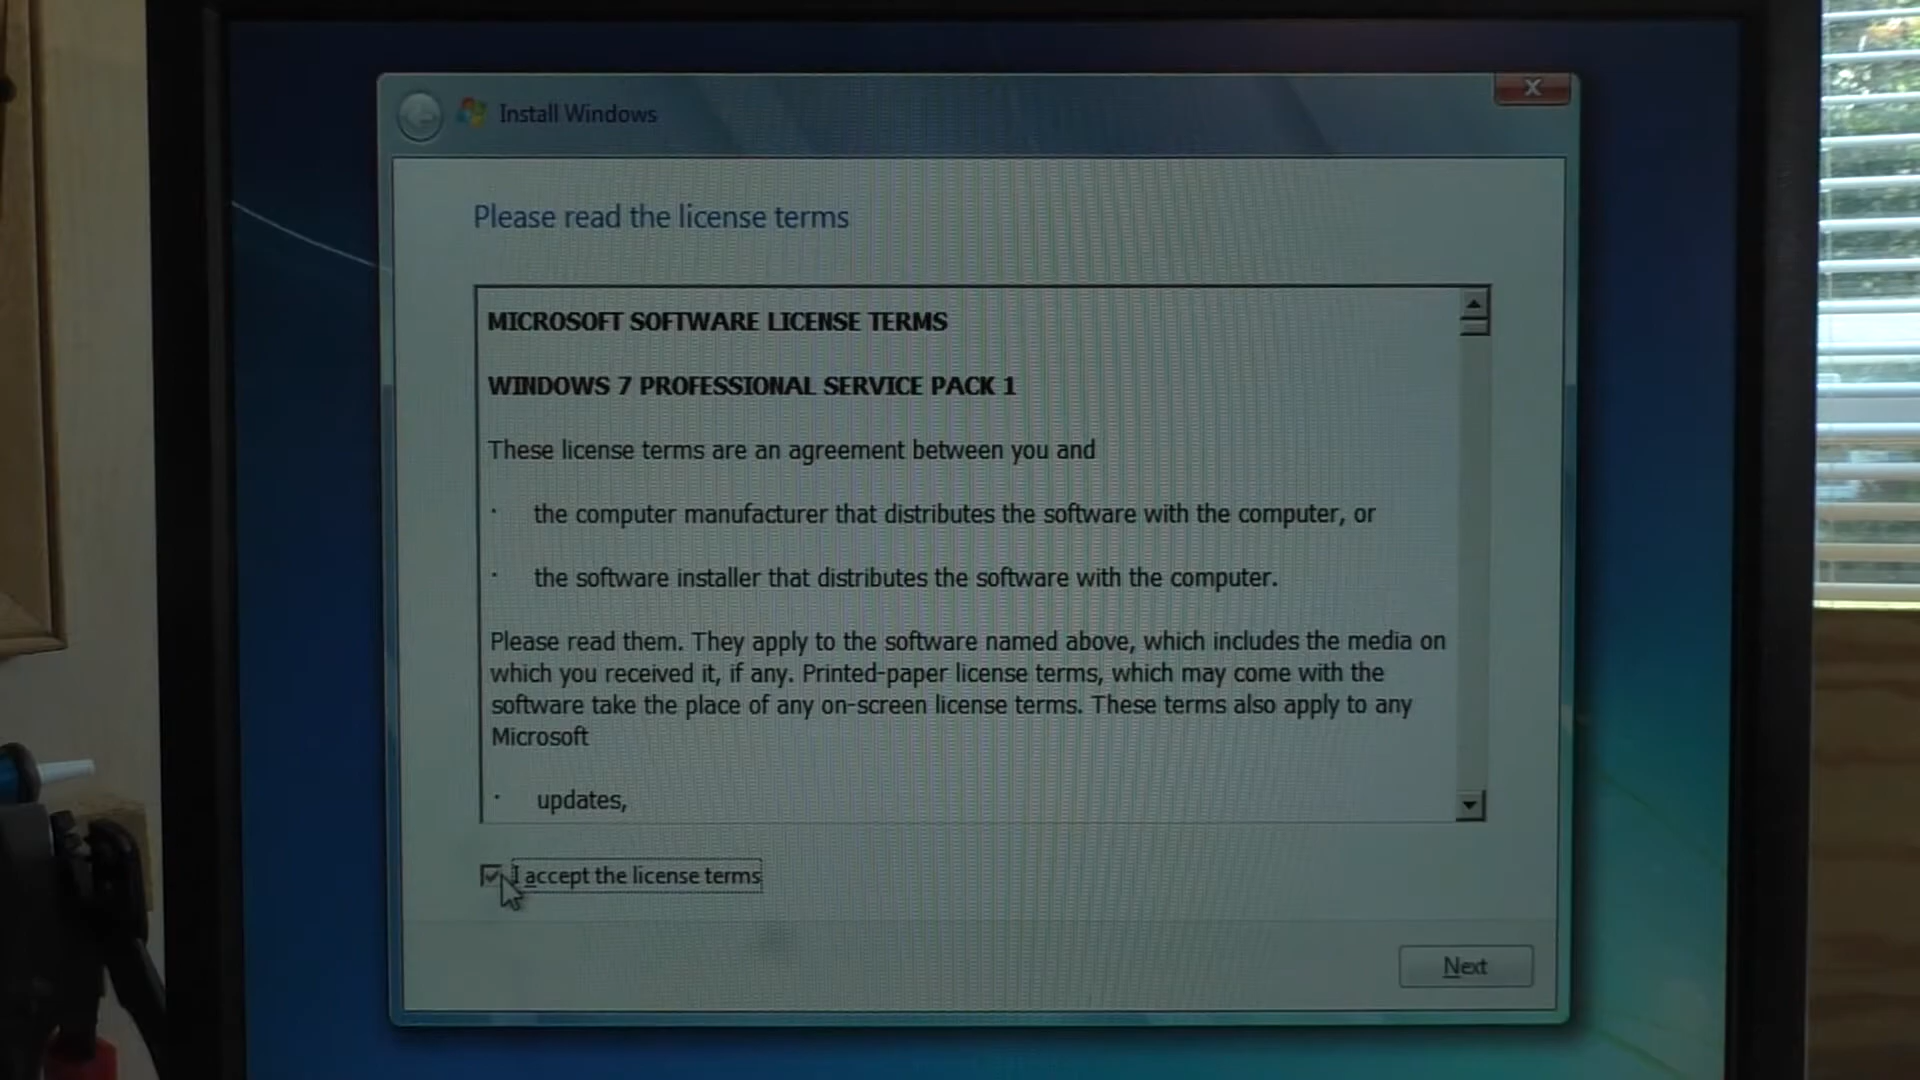 Install Windows
Please read the license terms
MICROSOFT SOFTWARE LICENSE TERMS
WINDOWS 7 PROFESSIONAL SERVICE PACK 1
These license terms are an agreement between you and
· the computer manufacturer that distributes the software with the computer, or
· the software installer that distributes the software with the computer.
Please read them. They apply to the software named above, which includes the media on
which you received it, if any. Printed-paper license terms, which may come with the
software take the place of any on-screen license terms. These terms also apply to any
Microsoft
· updates,
I accept the license terms
Next